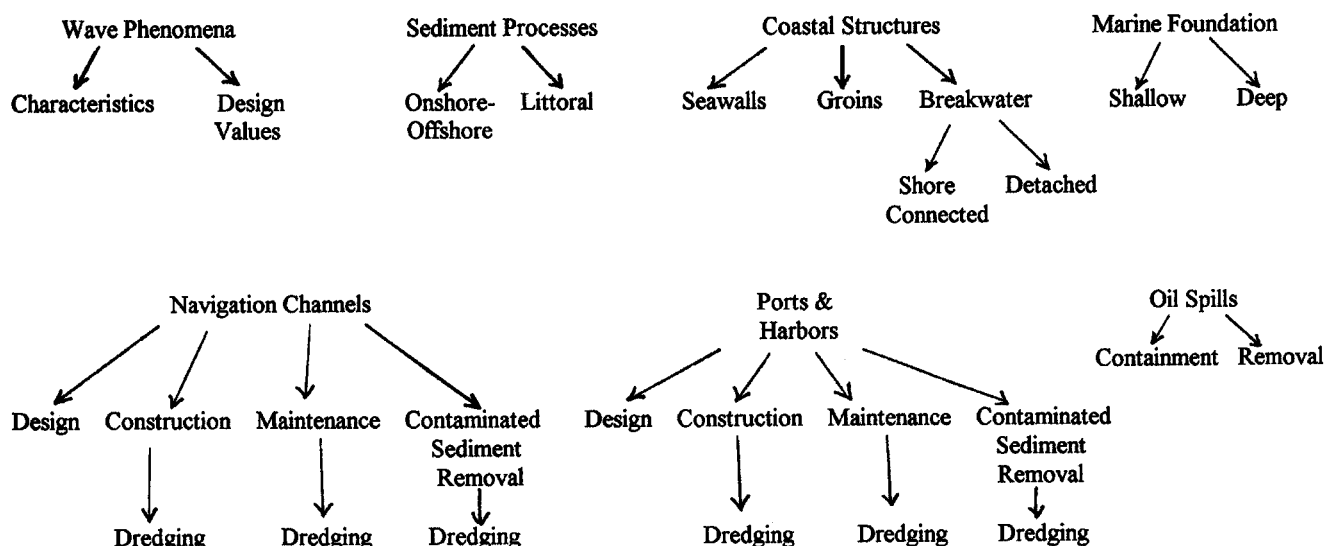 Wave Phenomena
Sediment Processes
Coastal Structures
Marine Foundation
Characteristics
Design
Values
Onshore-
Offshore
Littoral
Seawalls
Groins
Breakwater
Shallow
Deep
Shore
Connected
Detached
Navigation Channels
Ports &
Harbors
Oil Spills
Containment
Removal
Design
Construction
Maintenance
Contaminated
Sediment
Removal
Design
Construction
Maintenance
Contaminated
Sediment
Removal
Dredging
Dredging
Dredging
Dredging
Dredging
Dredging